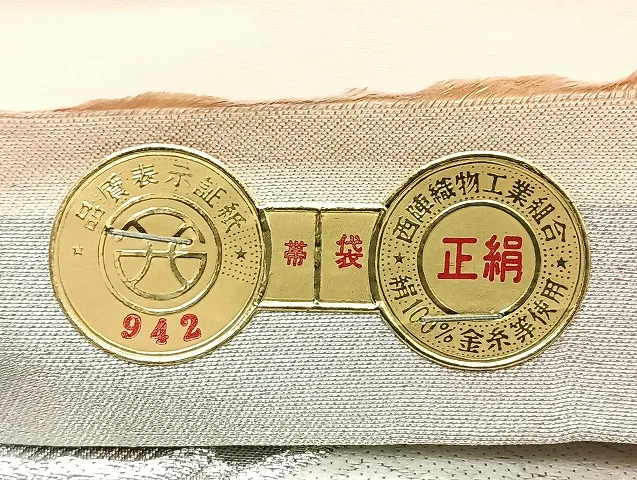 品質表示証紙
942
帯袋
西陣織物工業組合
正絹
絹100%金糸等使用